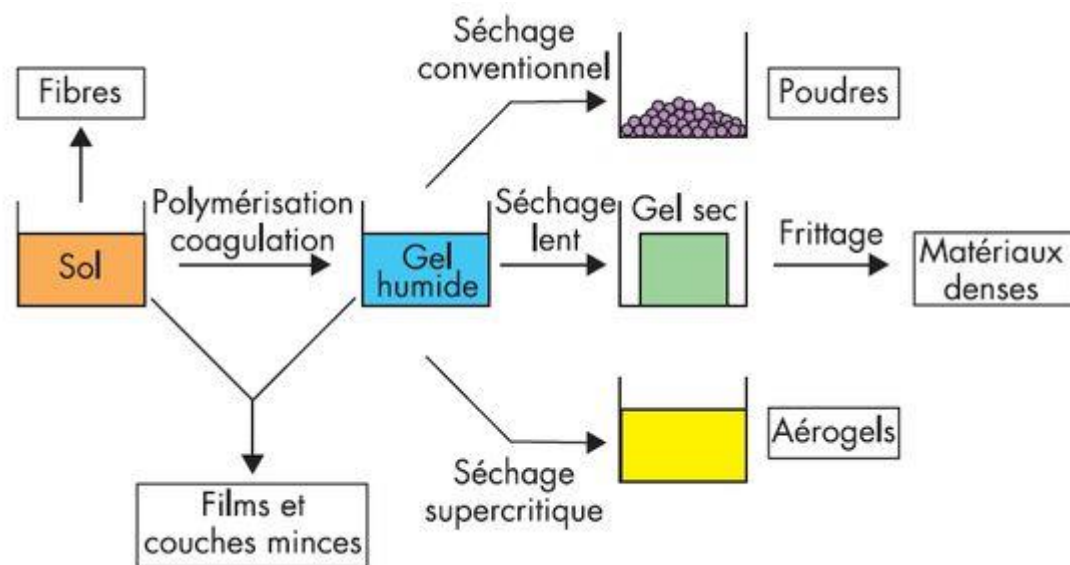 Séchage
conventionnel
Fibres
Poudres
Polymérisation
coagulation
Séchage
lent
Gel sec
Frittage
Sol
Gel
humide
Matériaux
denses
Aérogels
Séchage
supercritique
Films et
couches minces